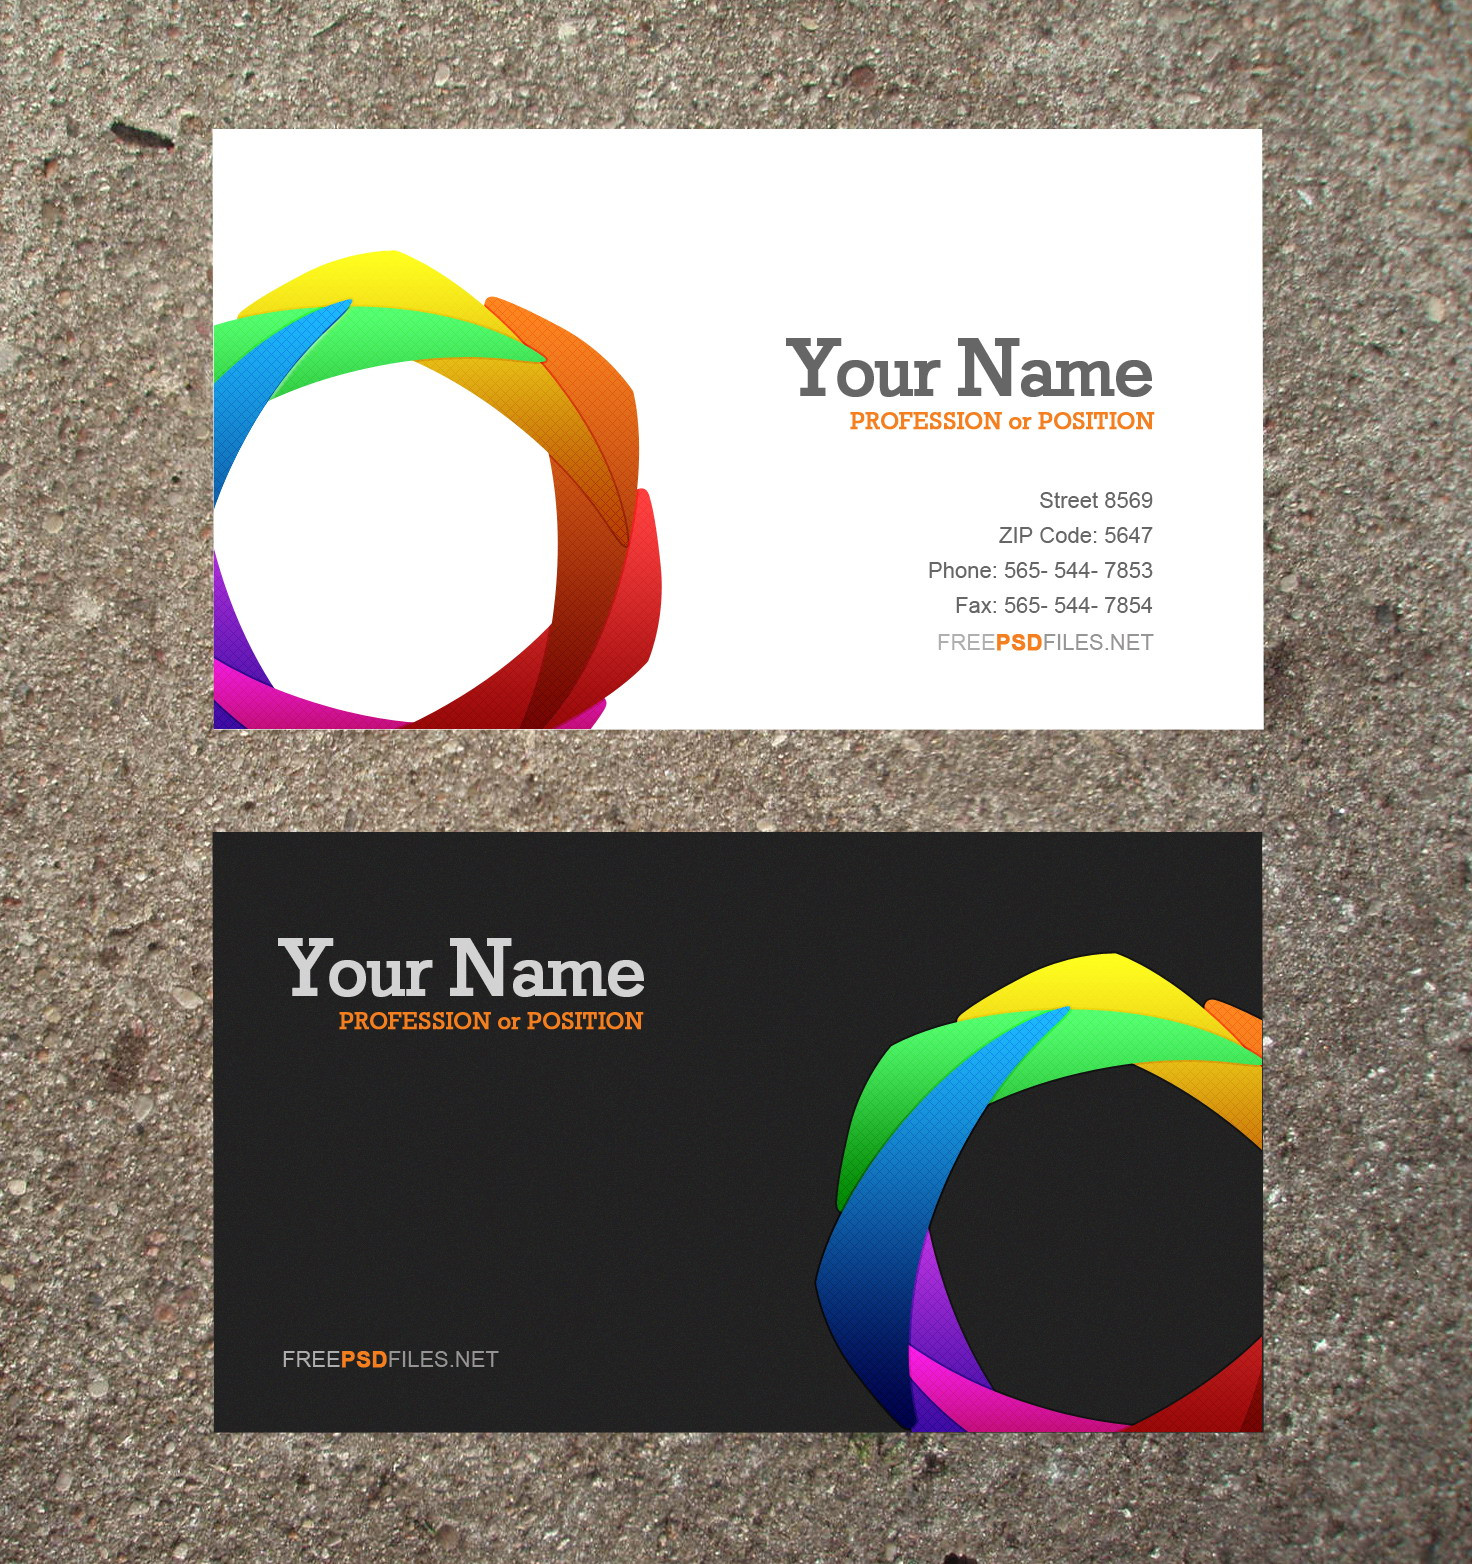 Your Name
PROFESSION or POSITION
Street 8569
ZIP Code: 5647
Phone: 565- 544- 7853
Fax: 565- 544- 7854
FREEPSDFILES.NET
Your Name
PROFESSION or POSITION
FREEPSDFILES.NET